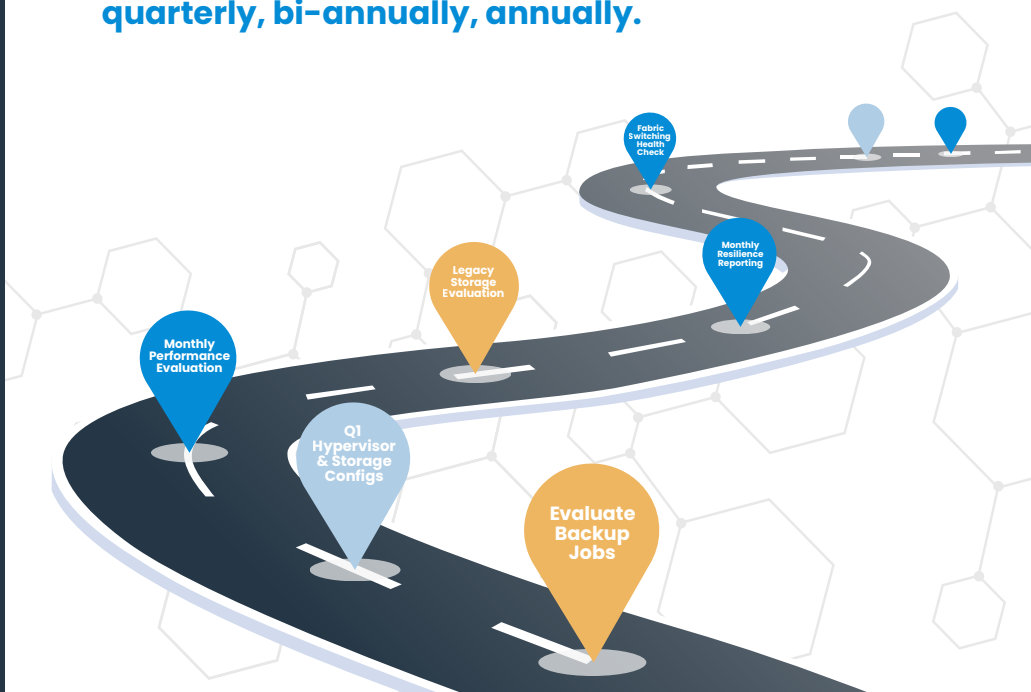 quarterly, bi-annually, annually.
Fabric
Switching
Health
Check
Monthly
Resilience
Reporting
Legacy
Storage
Evaluation
Monthly
Performance
Evaluation
Q1
Hypervisor
& Storage
Configs
Evaluate
Backup
Jobs